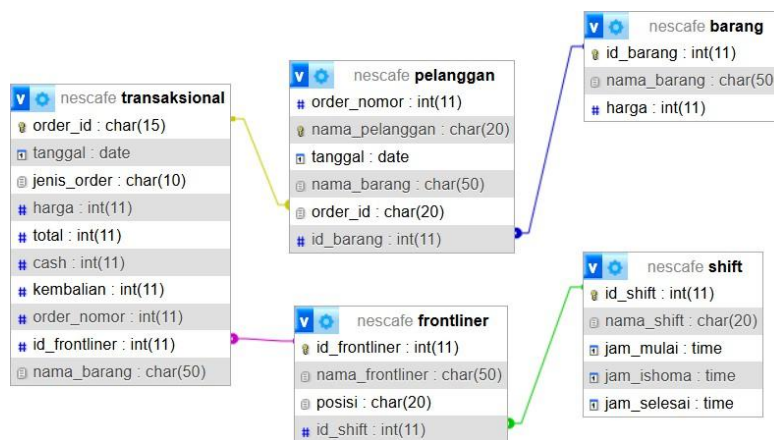 nescafe transaksional
order_id : char(15)
tanggal : date
jenis_order : char(10)
harga : int(11)
total : int(11)
cash : int(11)
kembalian : int(11)
order_nomor : int(11)
id_frontliner : int(11)
nama_barang : char(50)
nescafe pelanggan
order_nomor : int(11)
nama_pelanggan : char(20)
tanggal : date
nama_barang : char(50)
order_id : char(20)
id_barang : int(11)
nescafe barang
id_barang : int(11)
nama_barang : char(50
harga : int(11)
nescafe frontliner
id_frontliner : int(11)
nama_frontliner : char(50)
posisi : char(20)
id_shift : int(11)
nescafe shift
id_shift : int(11)
nama_shift : char(20)
jam_mulai : time
jam_ishoma : time
jam_selesai : time